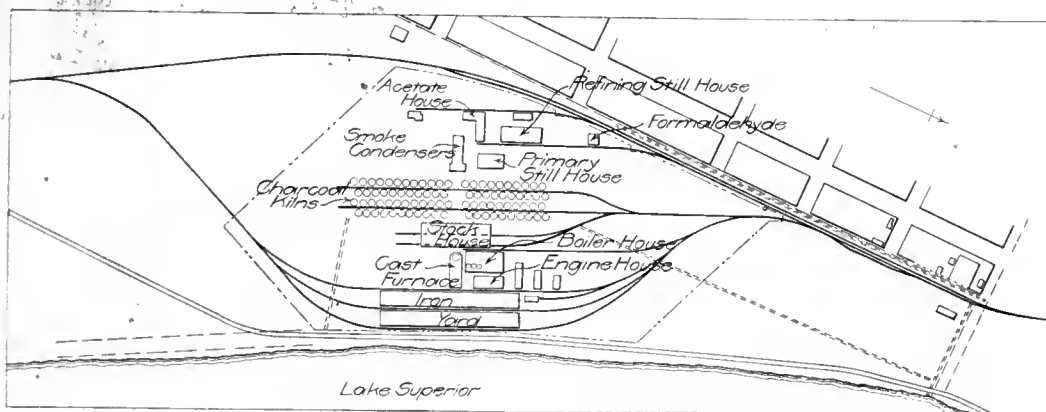 Acetate
House
Refining Still House
Formaldehyde
Smoke
Condensers
Primary
Still House
Charcoal
Kilns
Stock
House
Boiler House
Cast
Furnace
Engine House
Iron
Yard
Lake Superior